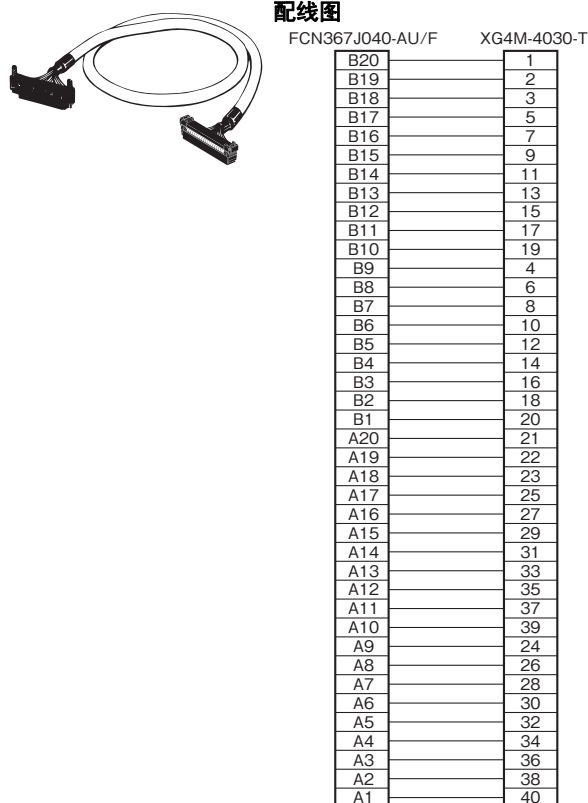 配线图
FCN367J040-AU/F XG4M-4030-T
B20 1
B19 2
B18 3
B17 5
B16 7
B15 9
B14 11
B13 13
B12 15
B11 17
B10 19
B9 4
B8 6
B7 8
B6 10
B5 12
B4 14
B3 16
B2 18
B1 20
A20 21
A19 22
A18 23
A17 25
A16 27
A15 29
A14 31
A13 33
A12 35
A11 37
A10 39
A9 24
A8 26
A7 28
A6 30
A5 32
A4 34
A3 36
A2 38
A1 40